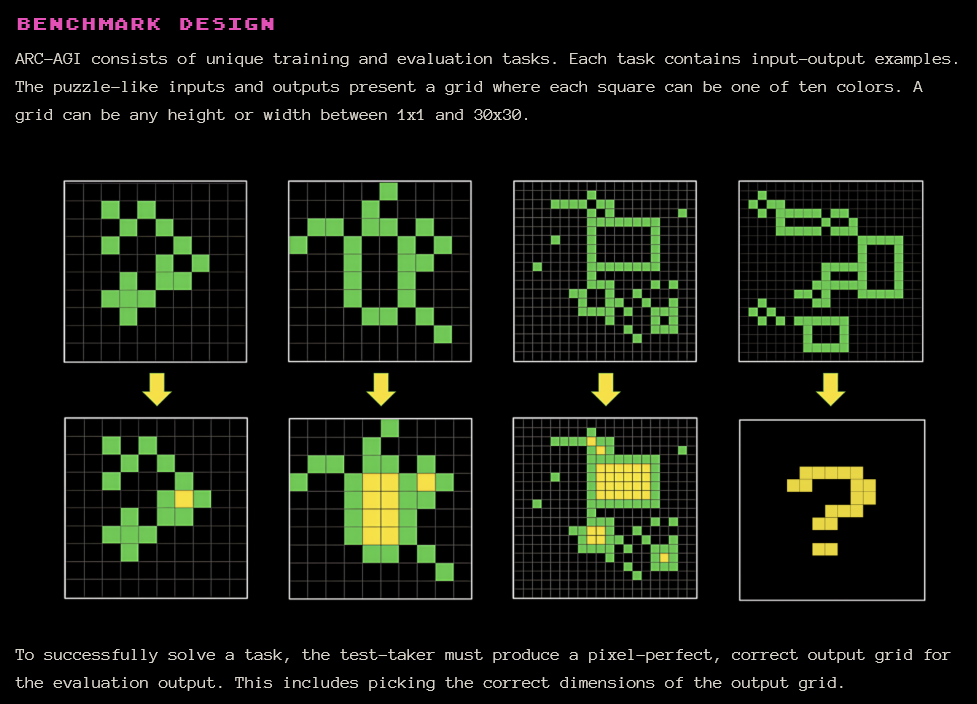 BENCHMARK DESIGN
ARC-AGI consists of unique training and evaluation tasks. Each task contains input-output examples.
The puzzle-like inputs and outputs present a grid where each square can be one of ten colors. A
grid can be any height or width between 1x1 and 30x30.
?
To successfully solve a task, the test-taker must produce a pixel-perfect, correct output grid for
the evaluation output. This includes picking the correct dimensions of the output grid.